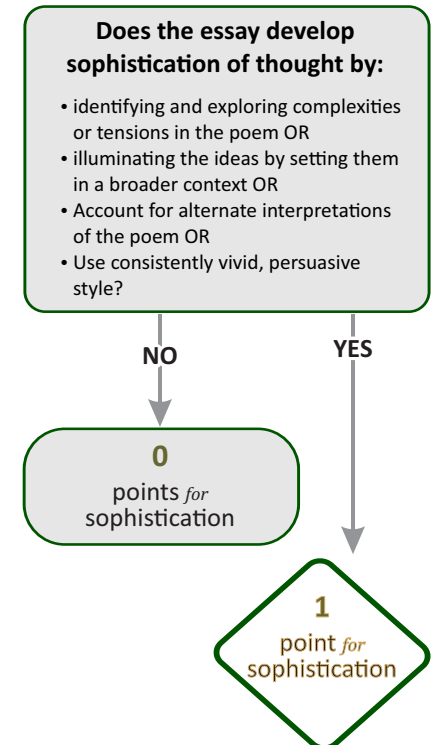 Does the essay develop
sophistication of thought by:
• identifying and exploring complexities
or tensions in the poem OR
• illuminating the ideas by setting them
in a broader context OR
• Account for alternate interpretations
of the poem OR
• Use consistently vivid, persuasive
style?
NO
YES
0
points for
sophistication
1
point for
sophistication